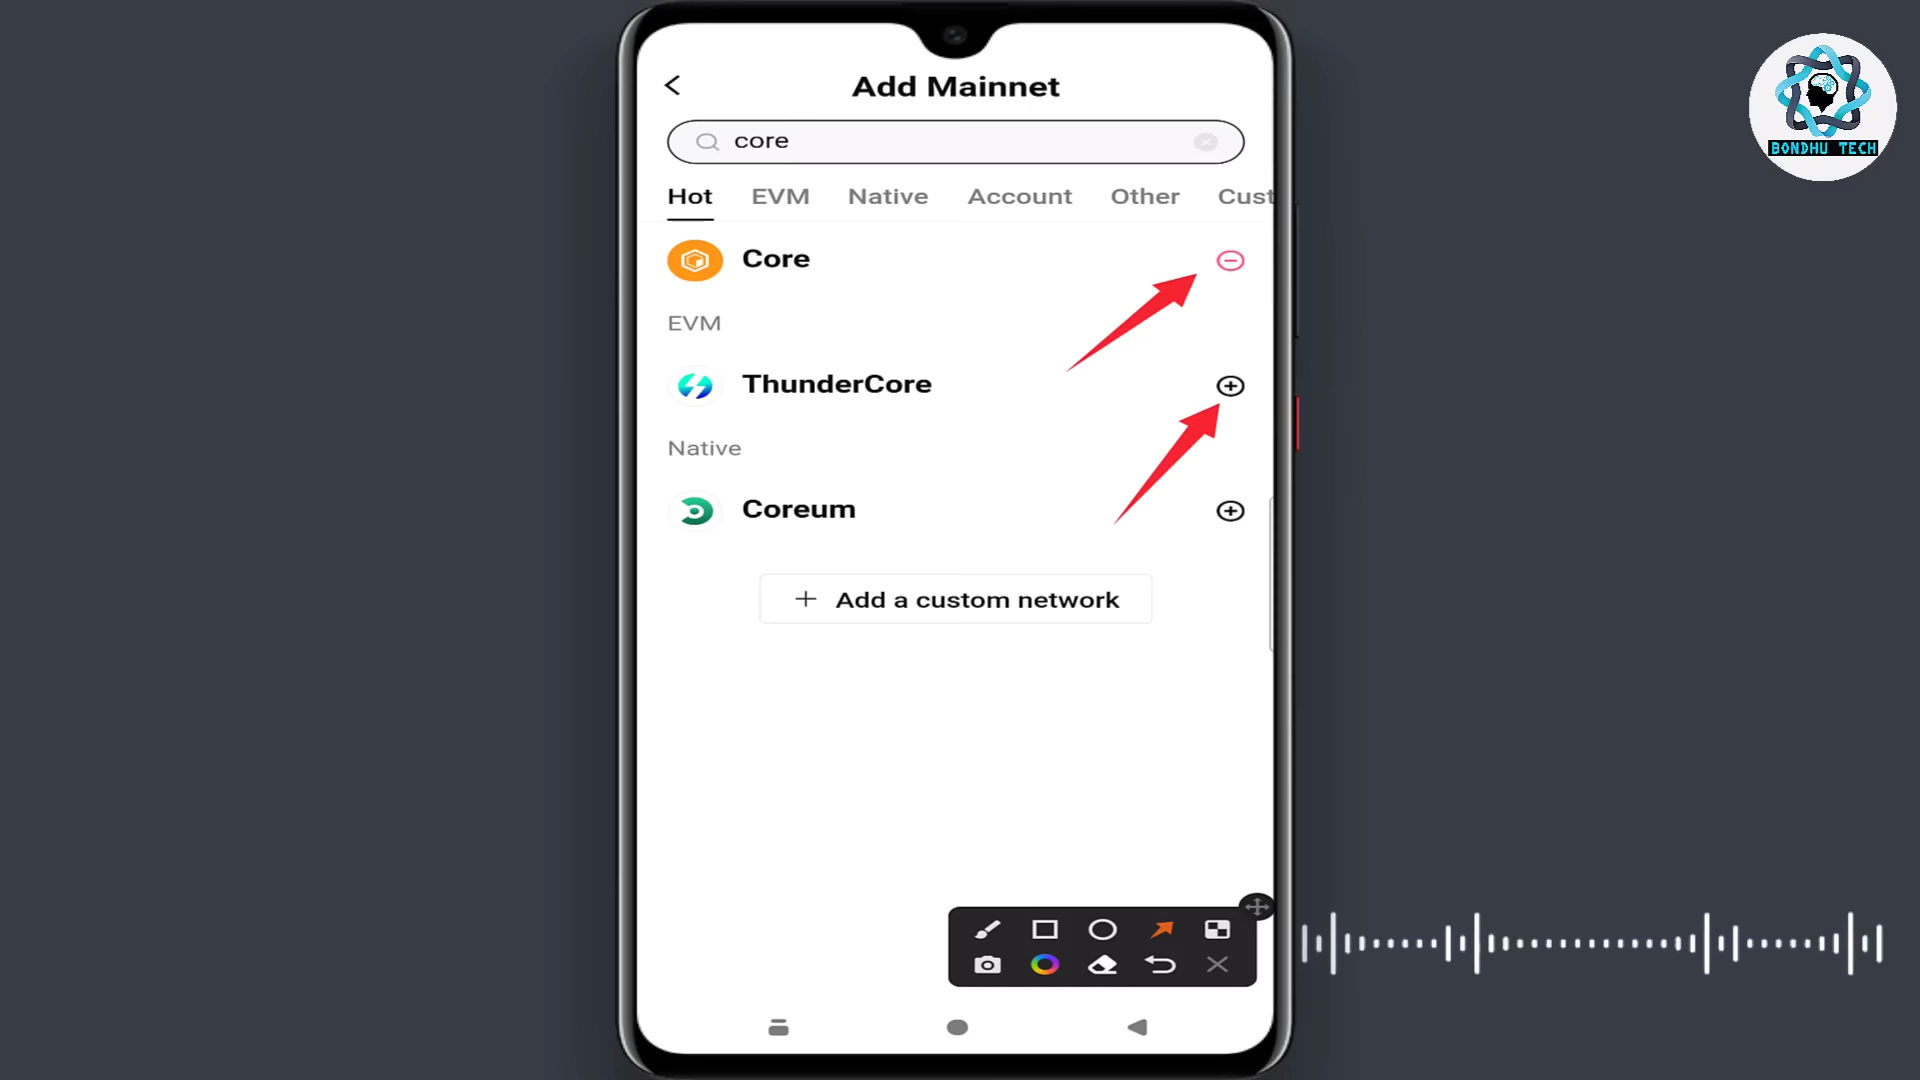 Add Mainnet
core
Hot EVM Native Account Other Cust
Core
EVM
ThunderCore
Native
Coreum
+ Add a custom network
BONDHU TECH